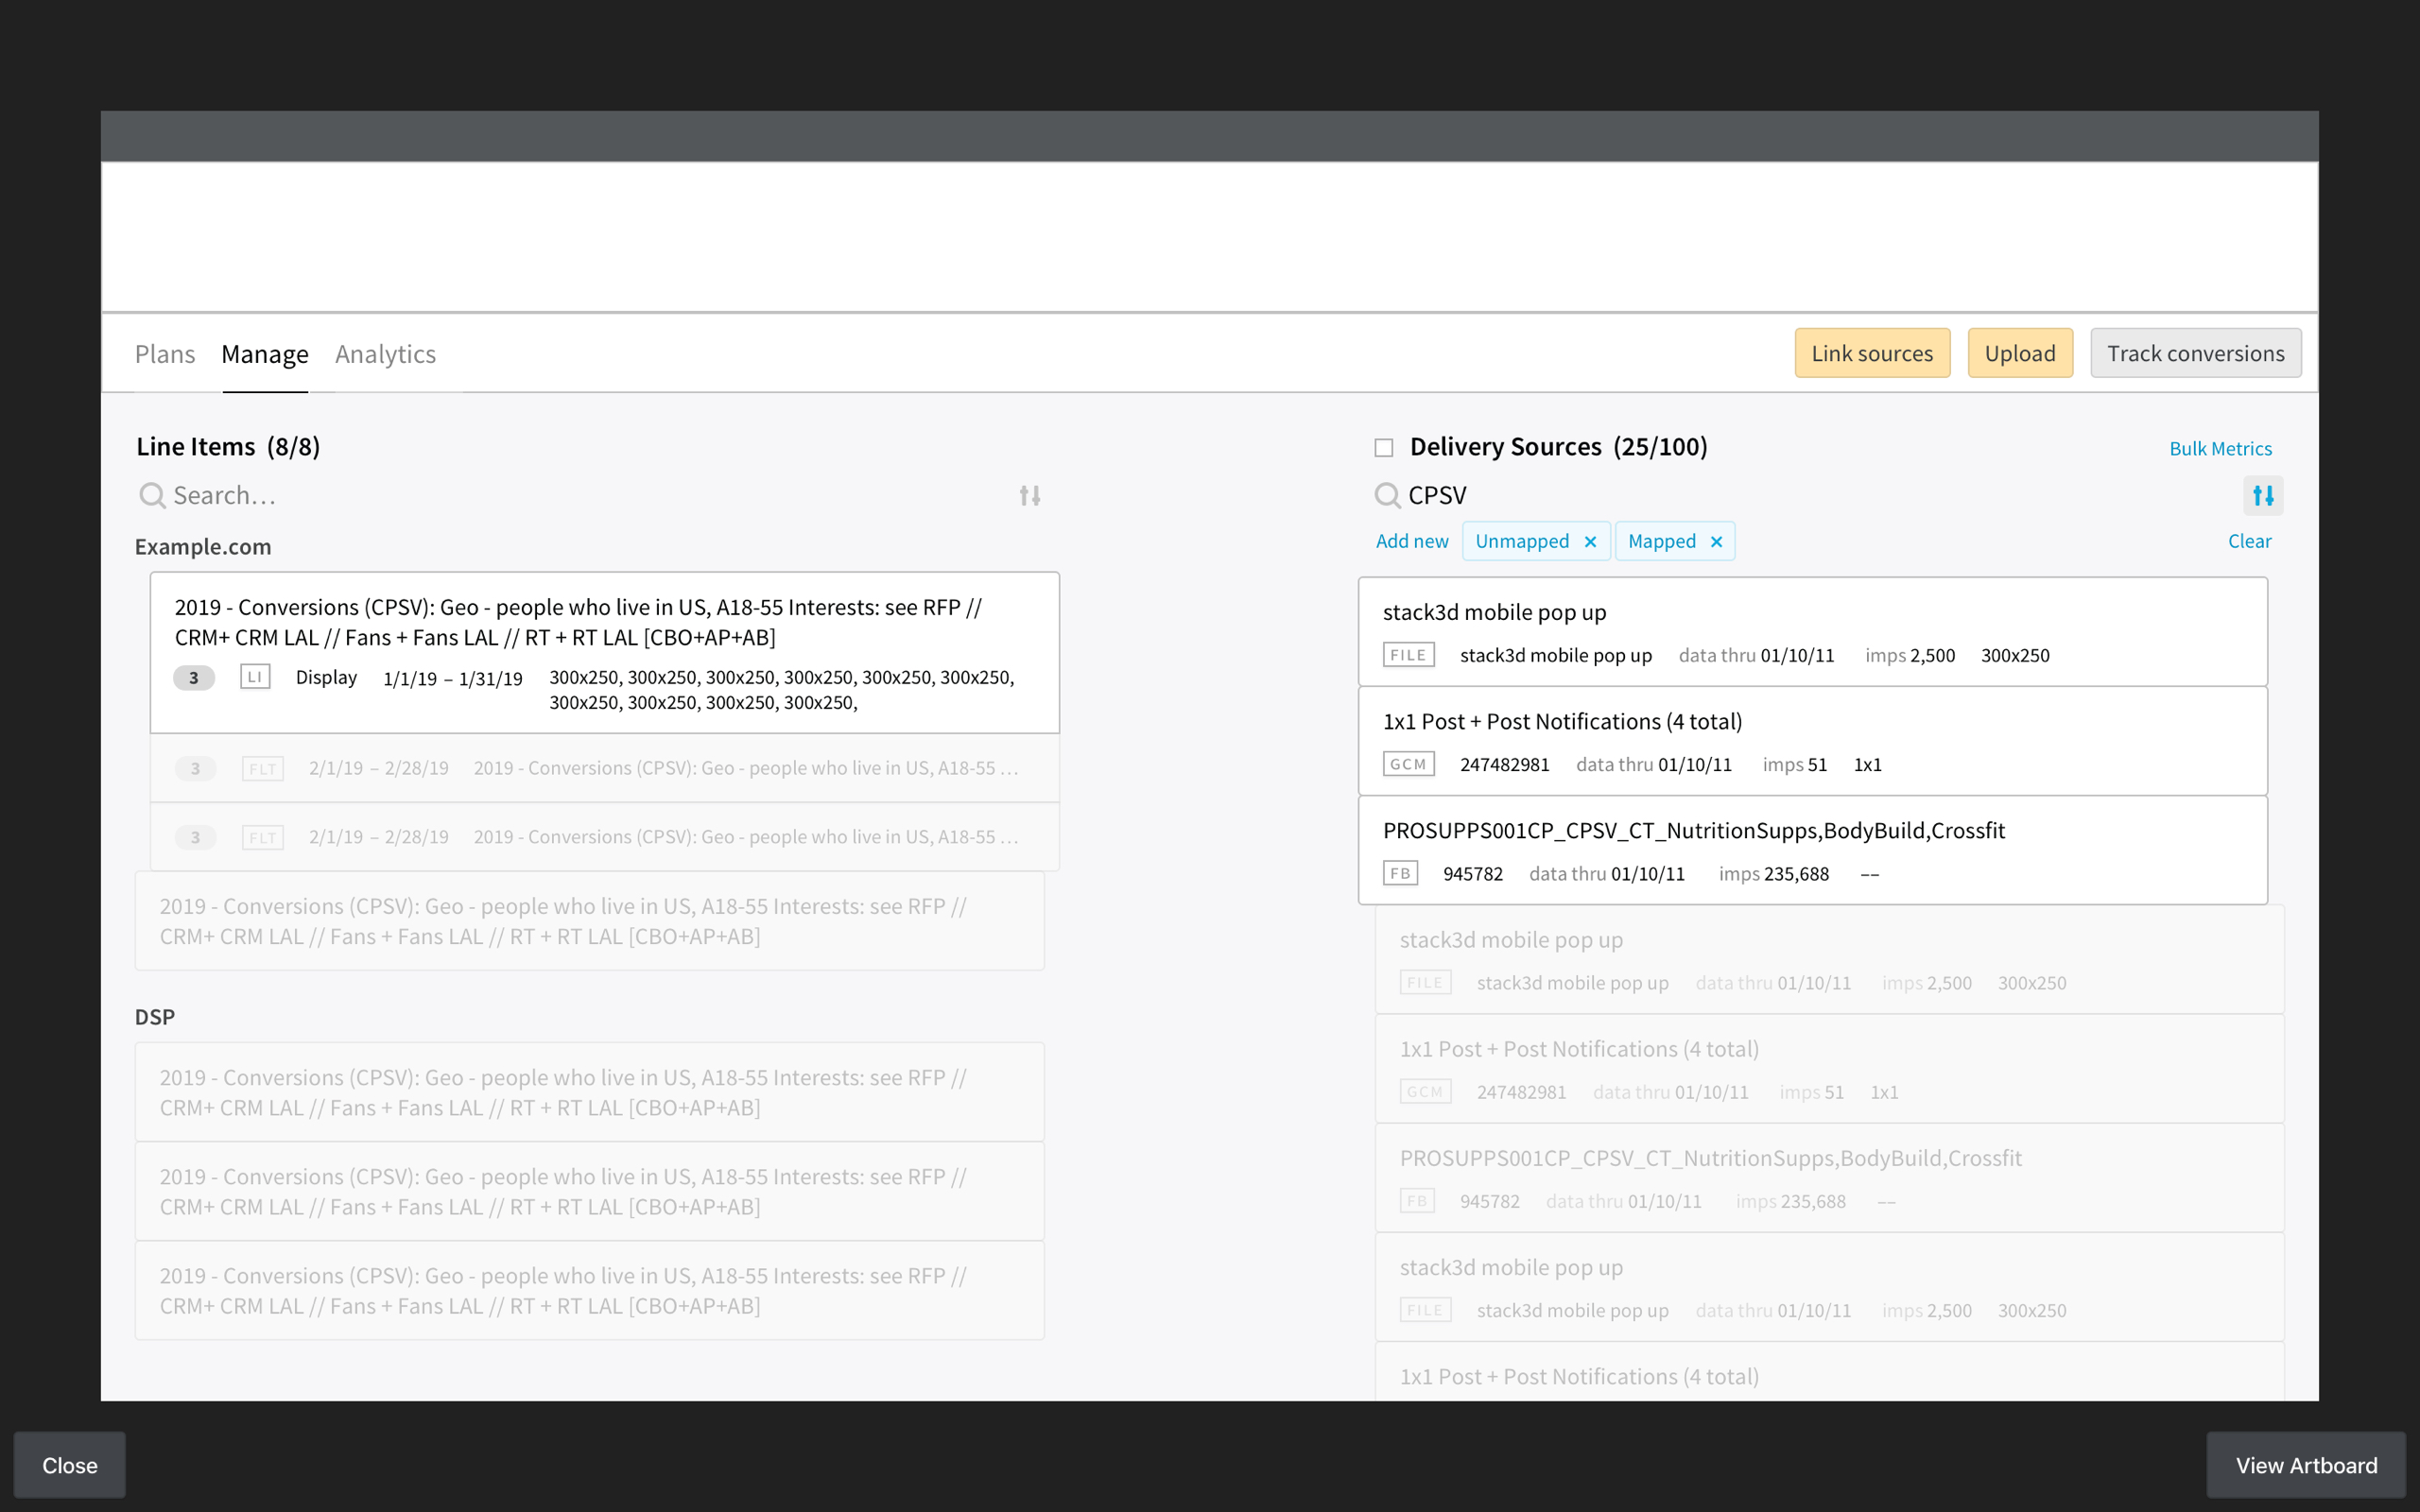 Plans Manage Analytics Link sources Upload Track conversions
Line Items (8/8)
Search...
Example.com
2019 - Conversions (CPSV): Geo - people who live in US, A18-55 Interests: see RFP //
CRM+ CRM LAL // Fans + Fans LAL // RT + RT LAL [CBO+AP+AB]
3 LI Display 1/1/19 – 1/31/19 300x250, 300x250, 300x250, 300x250, 300x250, 300x250,
300x250, 300x250, 300x250, 300x250,
3 FLT 2/1/19 – 2/28/19 2019 - Conversions (CPSV): Geo - people who live in US, A18-55 ...
3 FLT 2/1/19 – 2/28/19 2019 - Conversions (CPSV): Geo - people who live in US, A18-55 ...
2019 - Conversions (CPSV): Geo - people who live in US, A18-55 Interests: see RFP //
CRM+ CRM LAL // Fans + Fans LAL // RT + RT LAL [CBO+AP+AB]
DSP
2019 - Conversions (CPSV): Geo - people who live in US, A18-55 Interests: see RFP //
CRM+ CRM LAL // Fans + Fans LAL // RT + RT LAL [CBO+AP+AB]
2019 - Conversions (CPSV): Geo - people who live in US, A18-55 Interests: see RFP //
CRM+ CRM LAL // Fans + Fans LAL // RT + RT LAL [CBO+AP+AB]
2019 - Conversions (CPSV): Geo - people who live in US, A18-55 Interests: see RFP //
CRM+ CRM LAL // Fans + Fans LAL // RT + RT LAL [CBO+AP+AB]
Delivery Sources (25/100) Bulk Metrics
CPSV
Add new Unmapped × Mapped × Clear
stack3d mobile pop up
FILE stack3d mobile pop up data thru 01/10/11 imps 2,500 300x250
1x1 Post + Post Notifications (4 total)
GCM 247482981 data thru 01/10/11 imps 51 1x1
PROSUPPS001CP_CPSV_CT_NutritionSupps,BodyBuild,Crossfit
FB 945782 data thru 01/10/11 imps 235,688 --
stack3d mobile pop up
FILE stack3d mobile pop up data thru 01/10/11 imps 2,500 300x250
1x1 Post + Post Notifications (4 total)
GCM 247482981 data thru 01/10/11 imps 51 1x1
PROSUPPS001CP_CPSV_CT_NutritionSupps,BodyBuild,Crossfit
FB 945782 data thru 01/10/11 imps 235,688 --
stack3d mobile pop up
FILE stack3d mobile pop up data thru 01/10/11 imps 2,500 300x250
1x1 Post + Post Notifications (4 total)
Close View Artboard